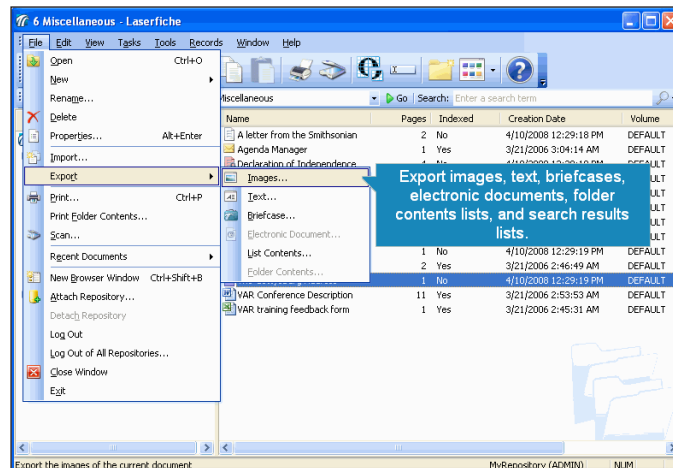 6 Miscellaneous - Laserfiche
File Edit View Tasks Tools Records Window Help
Open Ctrl+O
New
Rename...
Delete
Properties... Alt+Enter
Import...
Export
Print... Ctrl+P
Print Folder Contents...
Scan...
Recent Documents
New Browser Window Ctrl+Shift+B
Attach Repository...
Detach Repository
Log Out
Log Out of All Repositories...
Close Window
Exit
Images...
Text...
Briefcase...
Electronic Document...
List Contents...
Folder Contents...
Miscellaneous Go Search: Enter a search term
Name Pages Indexed Creation Date Volume
A letter from the Smithsonian 2 No 4/10/2008 12:29:18 PM DEFAULT
Agenda Manager 1 Yes 3/21/2006 3:04:14 AM DEFAULT
Declaration of Independence
Export images, text, briefcases,
electronic documents, folder
contents lists, and search results
lists.
1 No 4/10/2008 12:29:19 PM DEFAULT
2 Yes 3/21/2006 2:46:49 AM DEFAULT
1 No 4/10/2008 12:29:19 PM DEFAULT
VAR Conference Description 11 Yes 3/21/2006 2:53:53 AM DEFAULT
VAR training feedback form 1 Yes 3/21/2006 2:45:31 AM DEFAULT
Export the images of the current document MyRepository (ADMIN) NUM